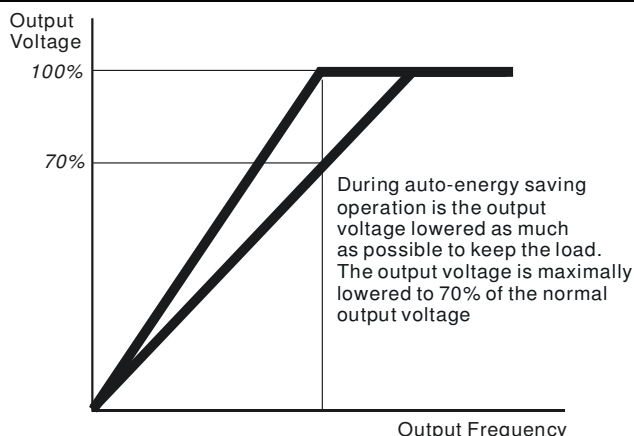 Output
Voltage
100%
70%
During auto-energy saving
operation is the output
voltage lowered as much
as possible to keep the load.
The output voltage is maximally
lowered to 70% of the normal
output voltage
Output Frequency